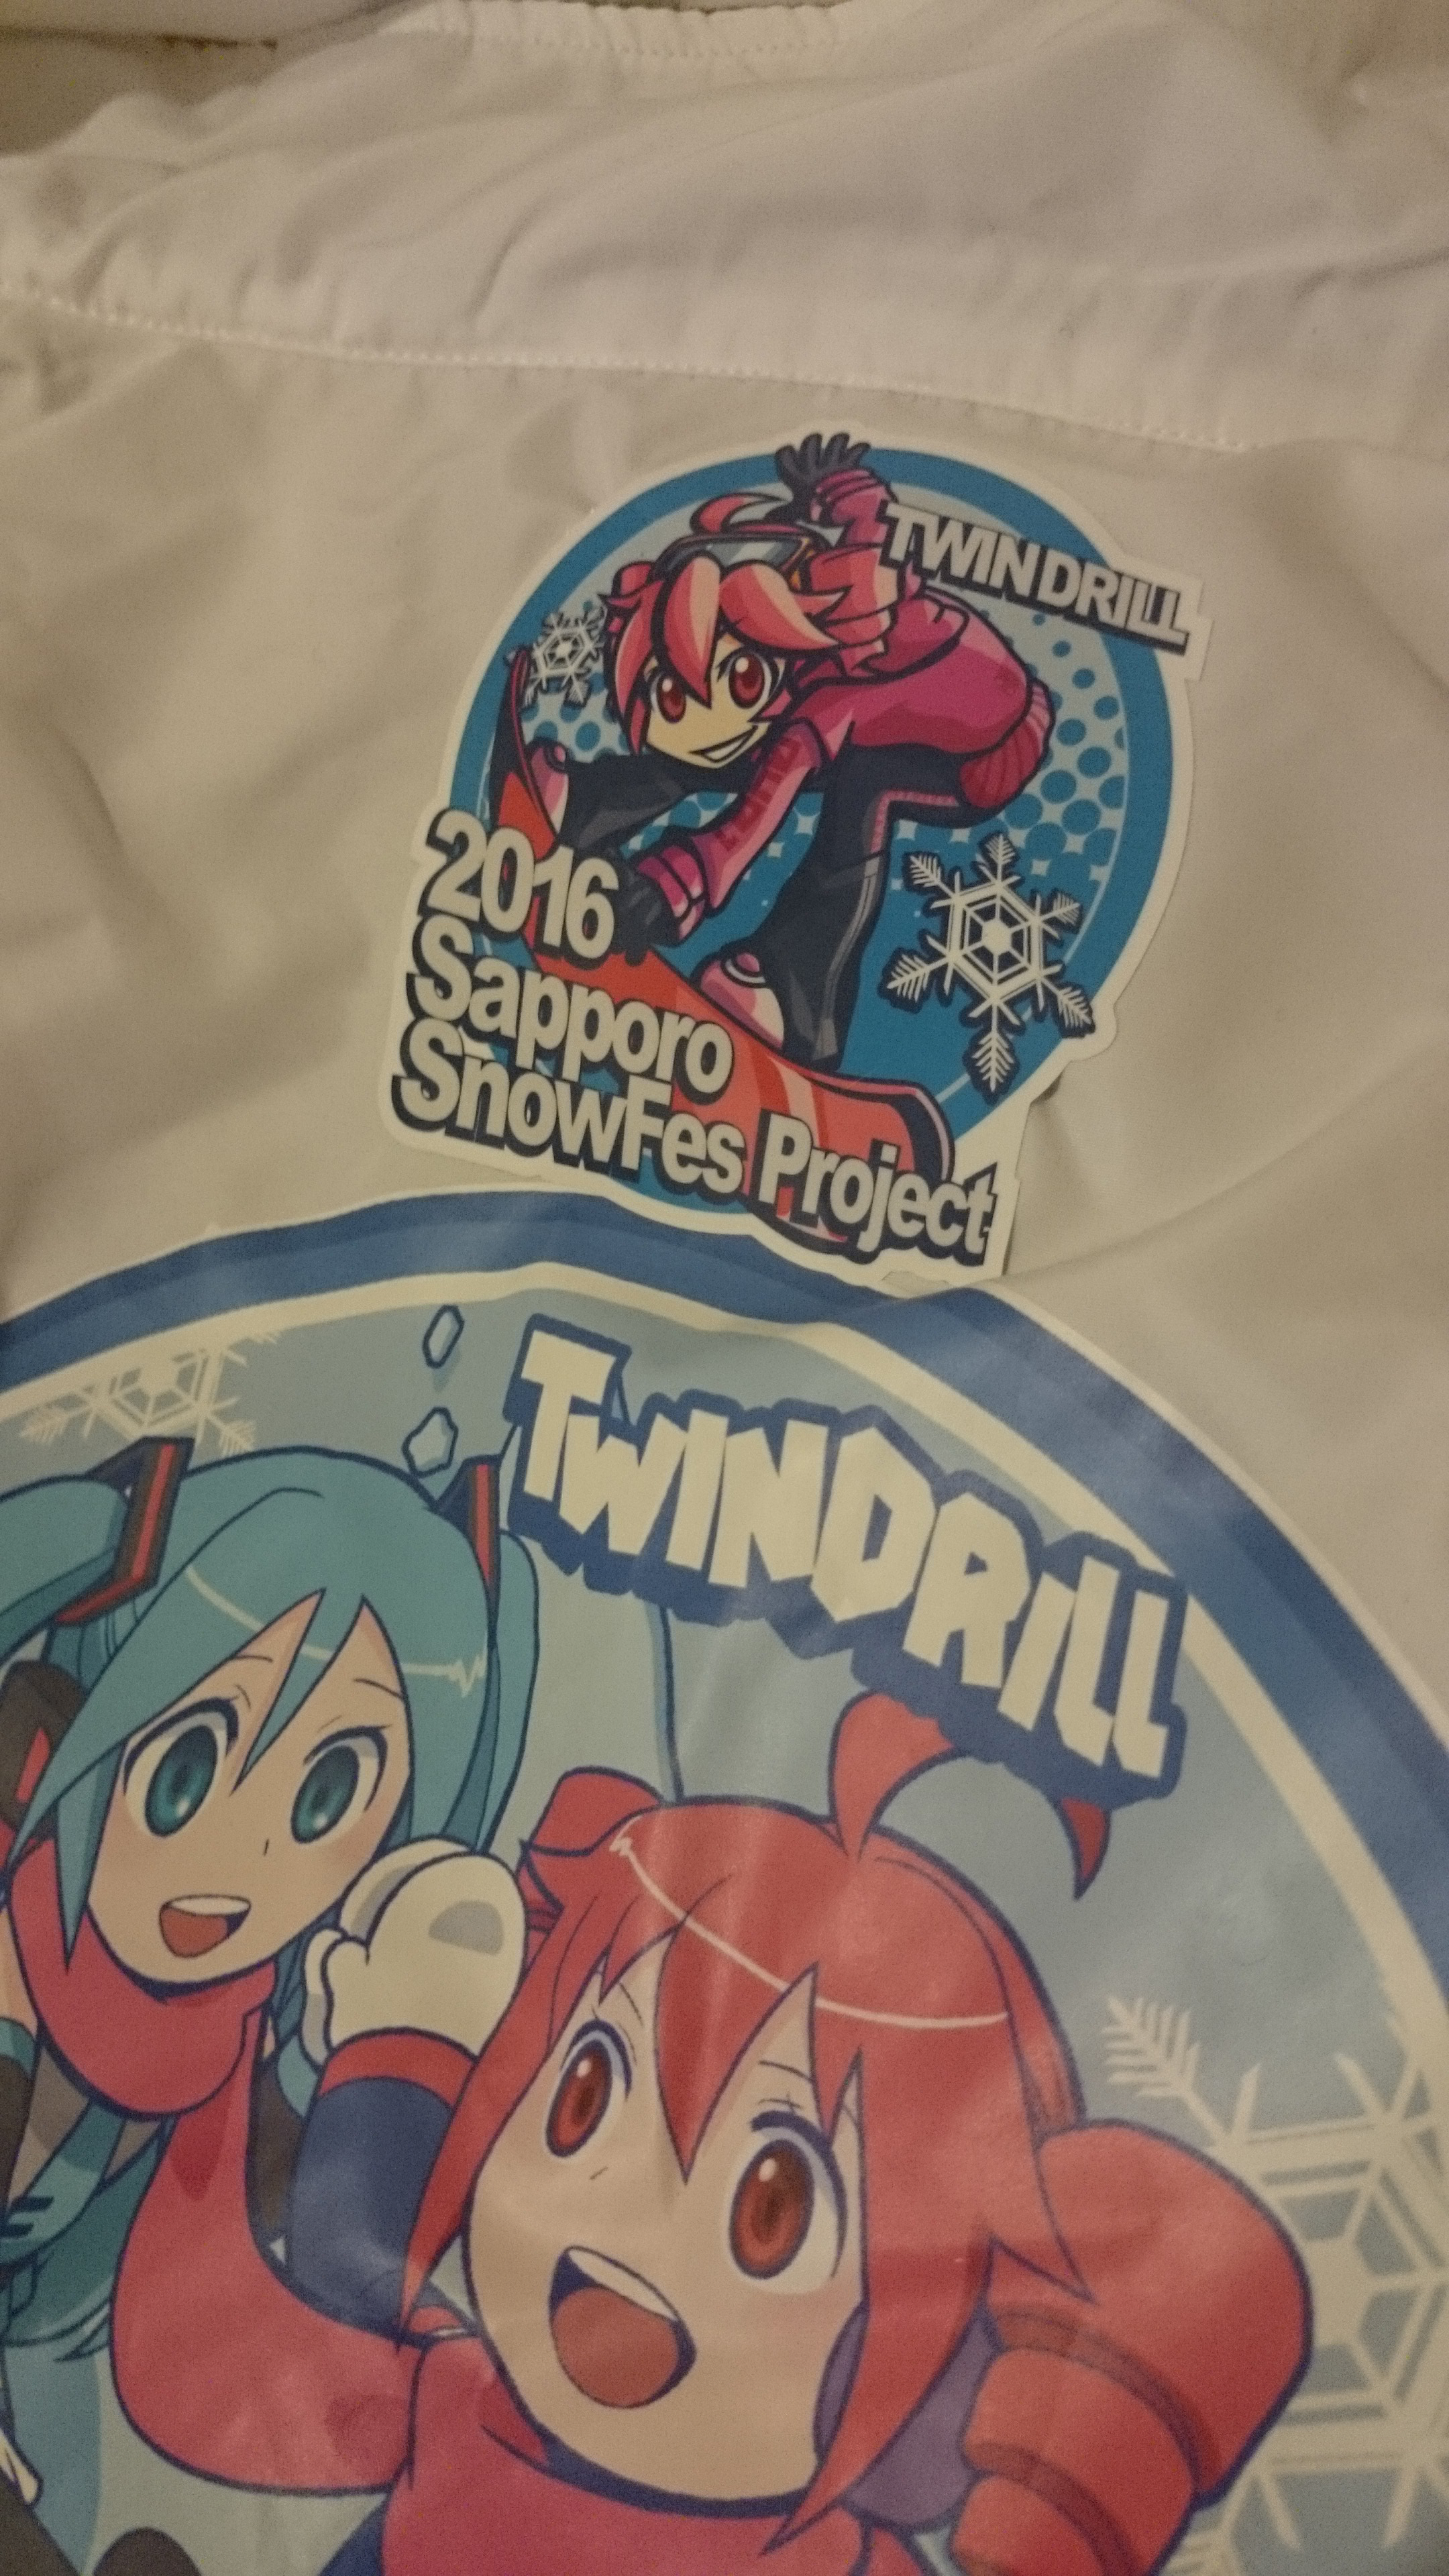 TWINDRILL
2016
Sapporo
SnowFes Project
TWINDRILL